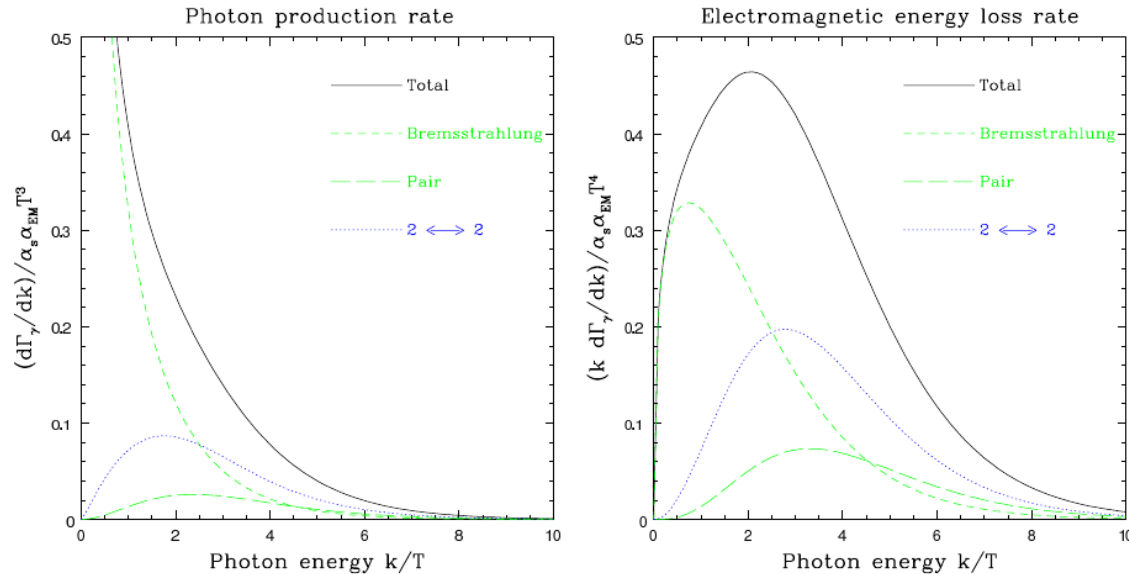 Photon production rate
0.5
0.4
0.3
0.2
0.1
0
0 2 4 6 8 10
(dΓγ/dk)/αsαEMT³
Photon energy k/T
Total
Bremsstrahlung
Pair
2 ⟷ 2
Electromagnetic energy loss rate
0.5
0.4
0.3
0.2
0.1
0
0 2 4 6 8 10
(k dΓγ/dk)/αsαEMT⁴
Photon energy k/T
Total
Bremsstrahlung
Pair
2 ⟷ 2